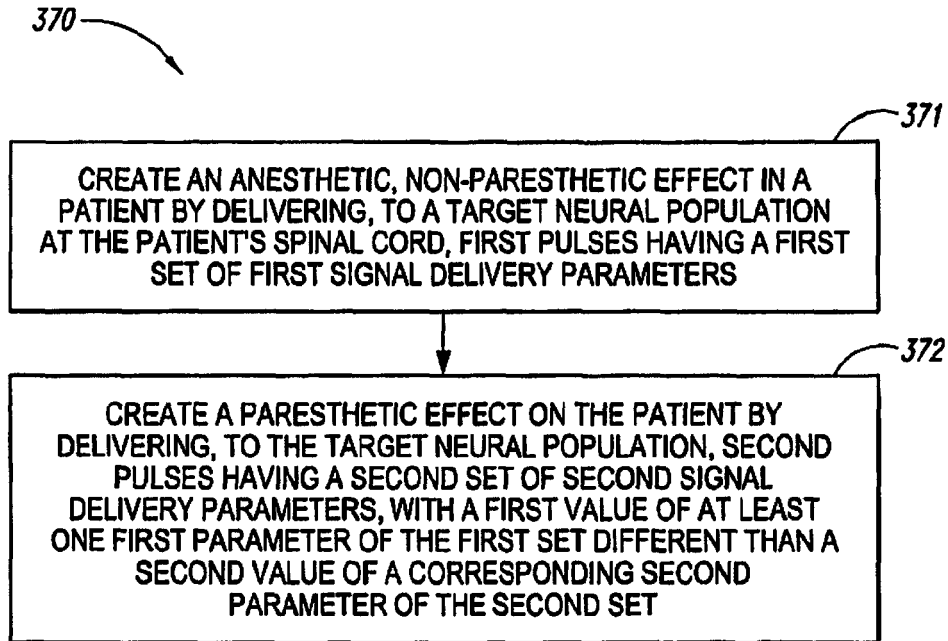 370
371
CREATE AN ANESTHETIC, NON-PARESTHETIC EFFECT IN A
PATIENT BY DELIVERING, TO A TARGET NEURAL POPULATION
AT THE PATIENT'S SPINAL CORD, FIRST PULSES HAVING A FIRST
SET OF FIRST SIGNAL DELIVERY PARAMETERS
372
CREATE A PARESTHETIC EFFECT ON THE PATIENT BY
DELIVERING, TO THE TARGET NEURAL POPULATION, SECOND
PULSES HAVING A SECOND SET OF SECOND SIGNAL
DELIVERY PARAMETERS, WITH A FIRST VALUE OF AT LEAST
ONE FIRST PARAMETER OF THE FIRST SET DIFFERENT THAN A
SECOND VALUE OF A CORRESPONDING SECOND
PARAMETER OF THE SECOND SET